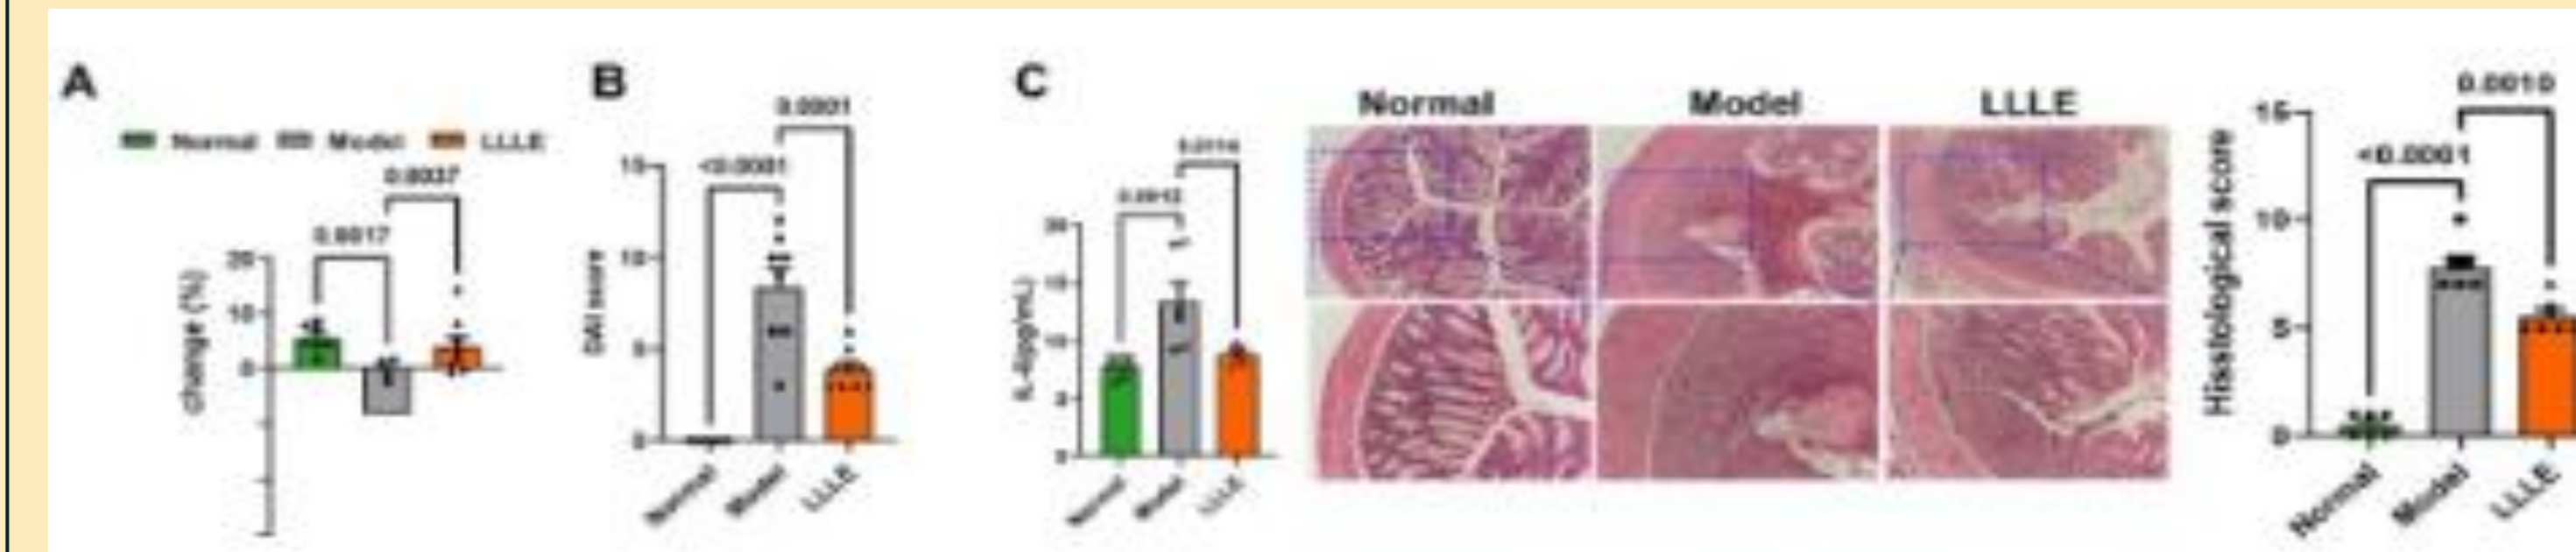 A
Normal Model LLLE
0.0037
0.0017
change (%)
20
10
0
B
0.0001
<0.0001
DAI score
15
10
5
0
Normal
Model
LLLE
C
20
15
10
5
0
Normal
Model
LLLE
Normal Model LLLE
0.0010
<0.0001
Hisstological score
15
10
5
0
Normal
Model
LLLE